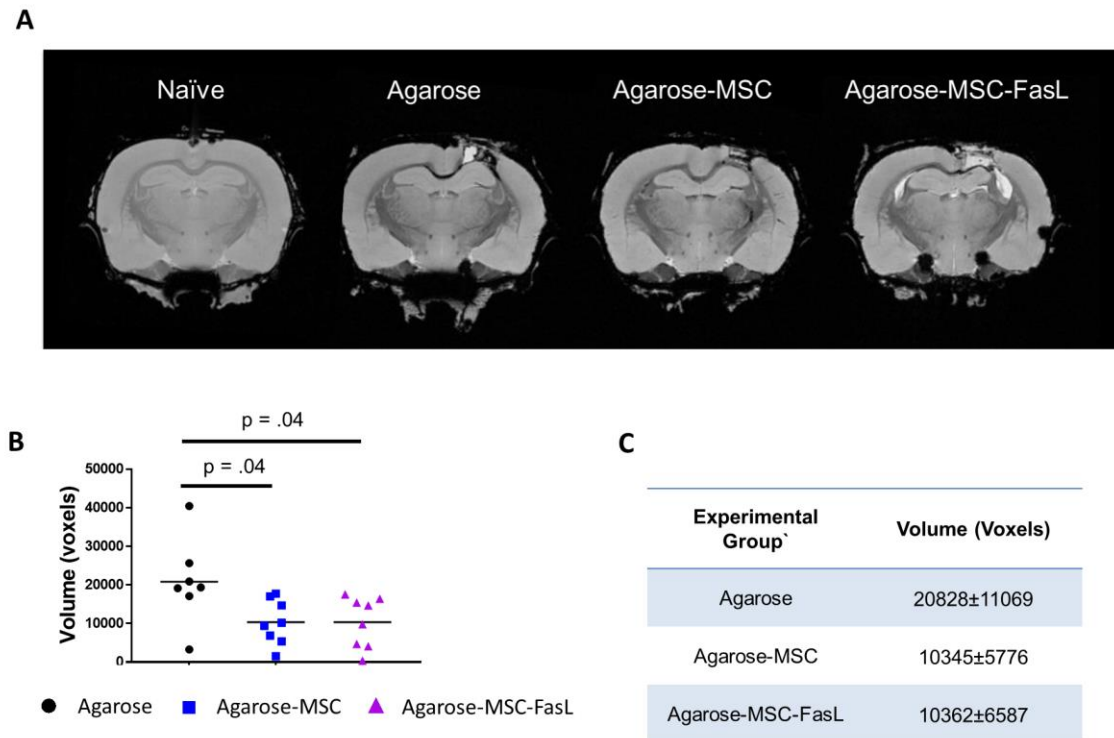 A
Naïve
Agarose
Agarose-MSC
Agarose-MSC-FasL
B
p = .04
p = .04
Volume (voxels)
50000
40000
30000
20000
10000
0
Agarose
Agarose-MSC
Agarose-MSC-FasL
C
Experimental
Group`
Volume (Voxels)
Agarose
20828±11069
Agarose-MSC
10345±5776
Agarose-MSC-FasL
10362±6587